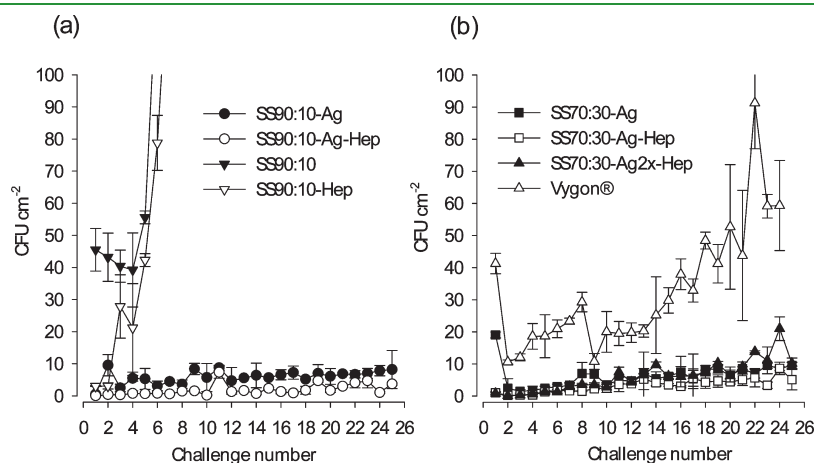 (a)
100
90
80
70
60
50
40
30
20
10
0
CFU cm-2
SS90:10-Ag
SS90:10-Ag-Hep
SS90:10
SS90:10-Hep
0 2 4 6 8 10 12 14 16 18 20 22 24 26
Challenge number
(b)
100
90
80
70
60
50
40
30
20
10
0
CFU cm-2
SS70:30-Ag
SS70:30-Ag-Hep
SS70:30-Ag2x-Hep
Vygon®
0 2 4 6 8 10 12 14 16 18 20 22 24 26
Challenge number